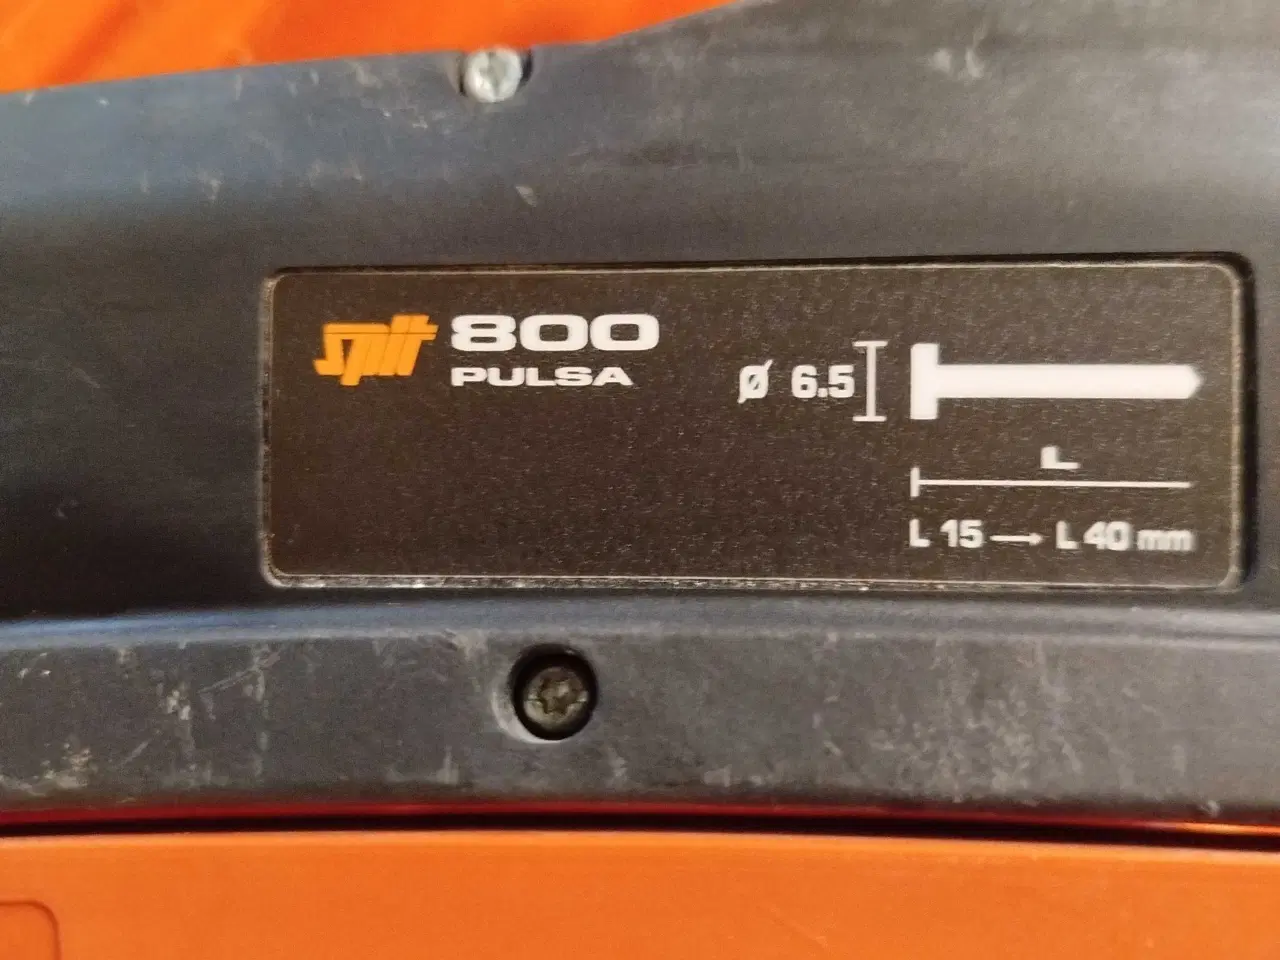 spit 800
PULSA
Ø 6.5
L
L 15 → L 40 mm